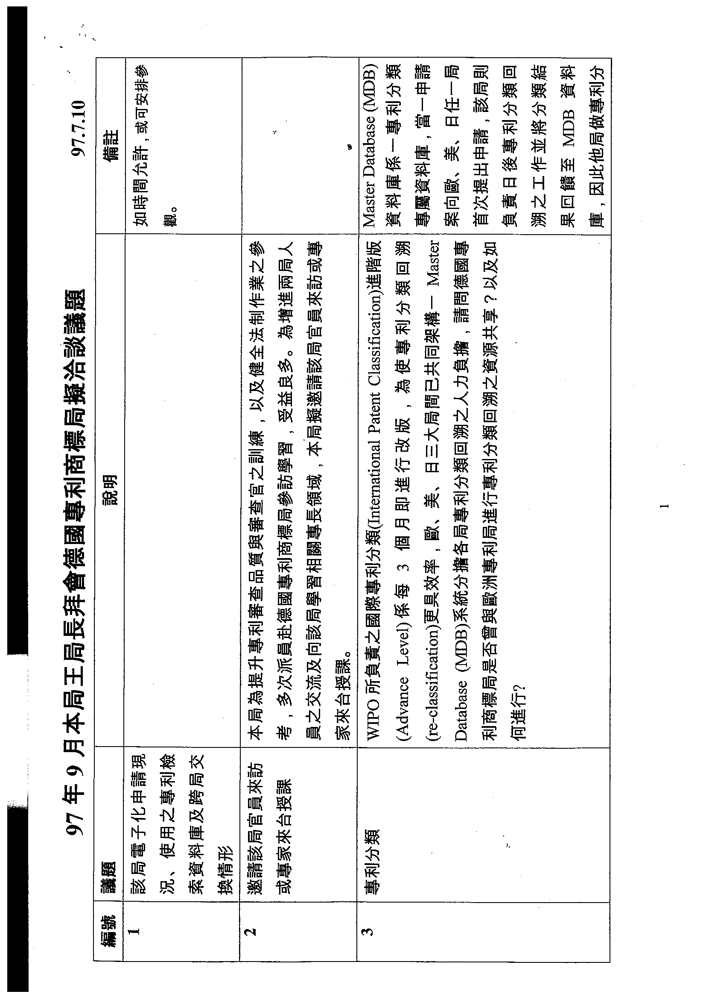 97 年 9 月本局王局長拜會德國專利商標局擬洽談議題
97.7.10
編號
議題
說明
備註
1
該局電子化申請現
況、使用之專利檢
索資料庫及跨局交
換情形
如時間允許，或可安排參
觀。
2
邀請該局官員來訪
或專家來台授課
本局為提升專利審查品質與審查官之訓練，以及健全法制作業之參
考，多次派員赴德國專利商標局參訪學習，受益良多。為增進兩局人
員之交流及向該局學習相關專長領域，本局擬邀請該局官員來訪或專
家來台授課。
3
專利分類
WIPO 所負責之國際專利分類(International Patent Classification)進階版
(Advance Level)係每 3 個月即進行改版，為使專利分類回溯
(re-classification)更具效率，歐、美、日三大局間已共同架構一 Master
Database (MDB)系統分擔各局專利分類回溯之人力負擔，請問德國專
利商標局是否曾與歐洲專利局進行專利分類回溯之資源共享？以及如
何進行?
Master Database (MDB)
資料庫係一專利分類
專屬資料庫，當一申請
案向歐、美、日任一局
首次提出申請，該局則
負責日後專利分類回
溯之工作並將分類結
果回饋至 MDB 資料
庫，因此他局做專利分
1